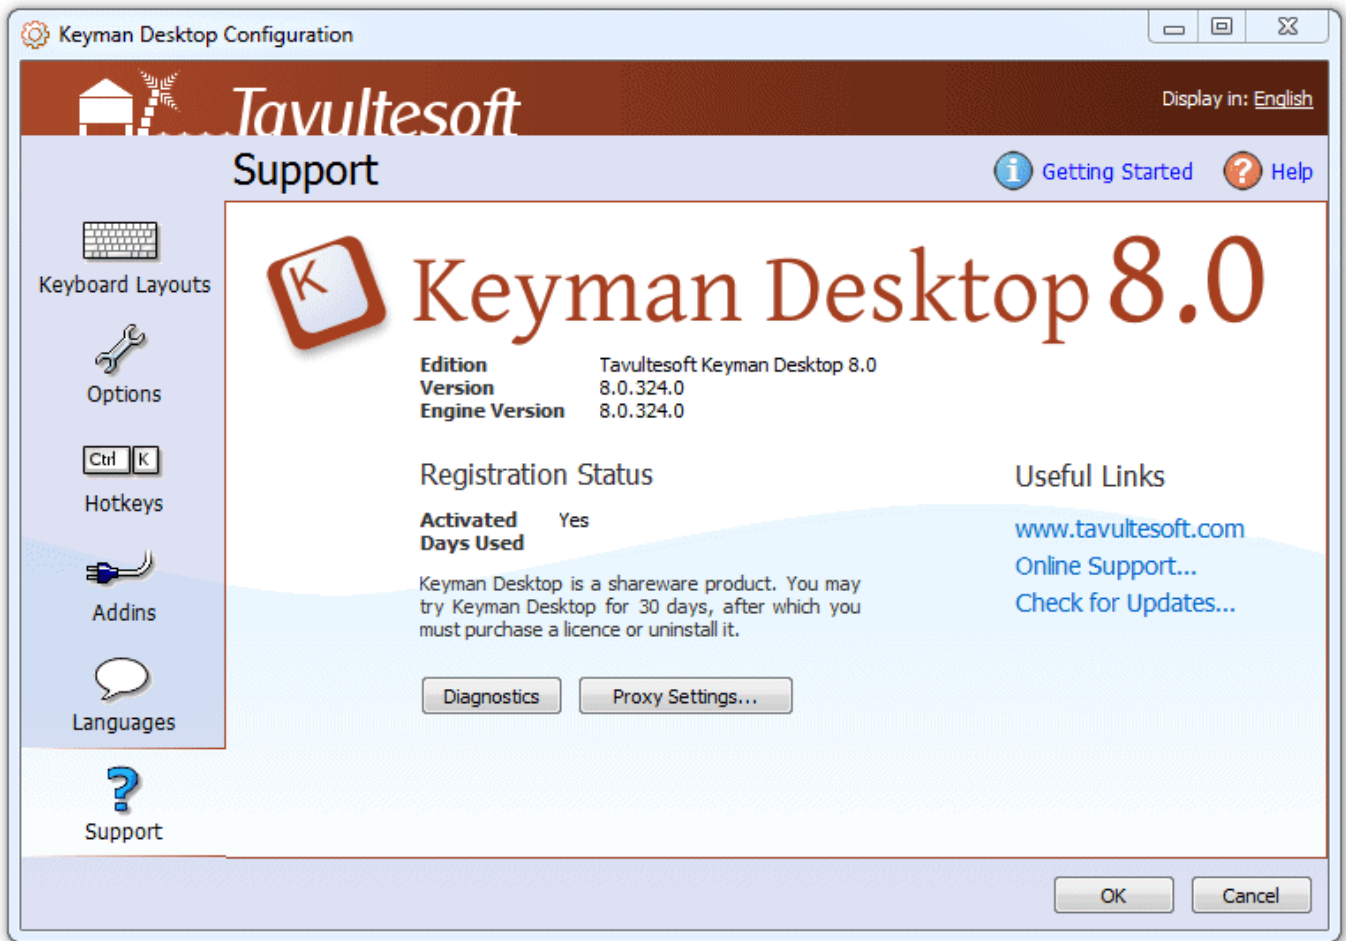 Keyman Desktop Configuration
Tavultesoft
Display in: English
Support
Getting Started
Help
Keyboard Layouts
Options
Ctrl K
Hotkeys
Addins
Languages
Support
K
Keyman Desktop 8.0
Edition Tavultesoft Keyman Desktop 8.0
Version 8.0.324.0
Engine Version 8.0.324.0
Registration Status
Activated Yes
Days Used
Keyman Desktop is a shareware product. You may
try Keyman Desktop for 30 days, after which you
must purchase a licence or uninstall it.
Diagnostics
Proxy Settings...
Useful Links
www.tavultesoft.com
Online Support...
Check for Updates...
OK
Cancel